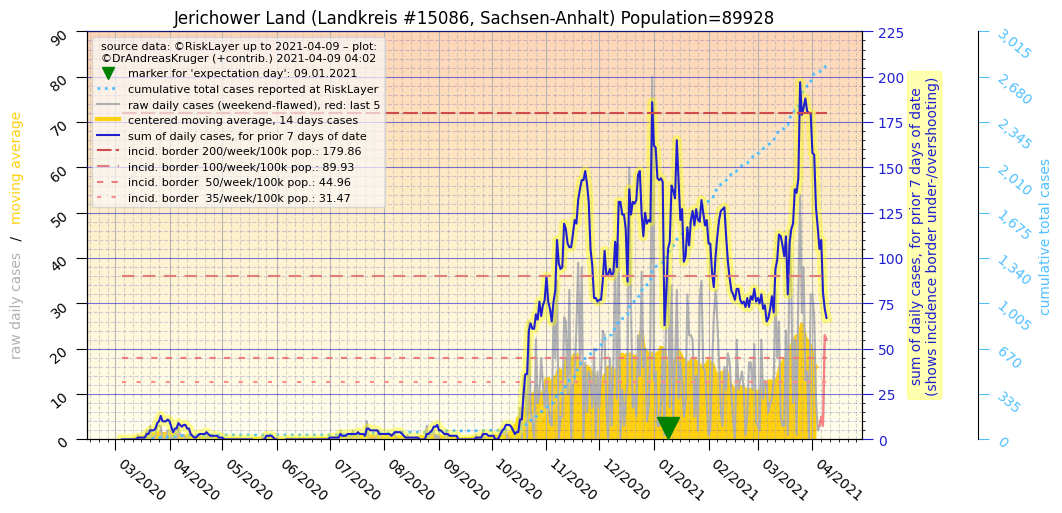 Jerichower Land (Landkreis #15086, Sachsen-Anhalt) Population=89928
source data: ©RiskLayer up to 2021-04-09 – plot:
©DrAndreasKruger (+contrib.) 2021-04-09 04:02
marker for 'expectation day': 09.01.2021
cumulative total cases reported at RiskLayer
raw daily cases (weekend-flawed), red: last 5
centered moving average, 14 days cases
sum of daily cases, for prior 7 days of date
incid. border 200/week/100k pop.: 179.86
incid. border 100/week/100k pop.: 89.93
incid. border  50/week/100k pop.: 44.96
incid. border  35/week/100k pop.: 31.47
raw daily cases / moving average
90
80
70
60
50
40
30
20
10
0
03/2020
04/2020
05/2020
06/2020
07/2020
08/2020
09/2020
10/2020
11/2020
12/2020
01/2021
02/2021
03/2021
04/2021
225
200
175
150
125
100
75
50
25
0
sum of daily cases, for prior 7 days of date
(shows incidence border under-/overshooting)
3,015
2,680
2,345
2,010
1,675
1,340
1,005
670
335
0
cumulative total cases